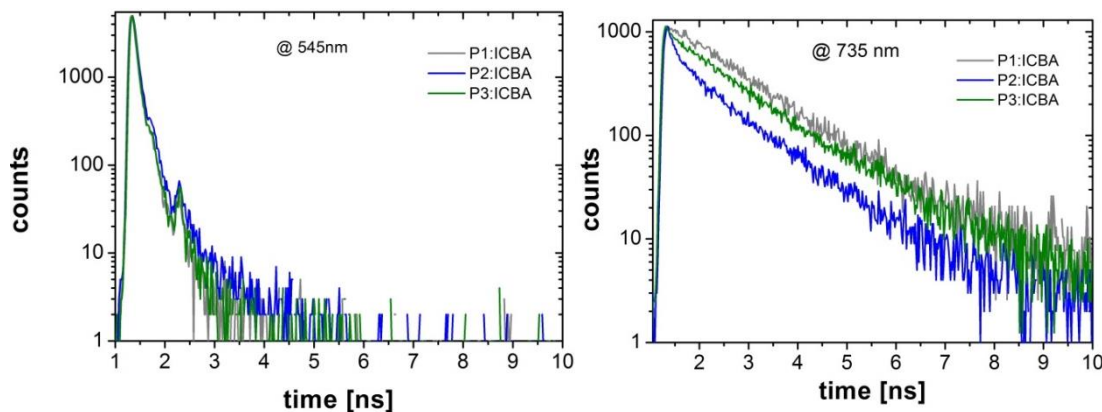 @ 545nm
P1:ICBA
P2:ICBA
P3:ICBA
counts
1000
100
10
1
1 2 3 4 5 6 7 8 9 10
time [ns]
@ 735 nm
P1:ICBA
P2:ICBA
P3:ICBA
counts
1000
100
10
1
2 3 4 5 6 7 8 9 10
time [ns]